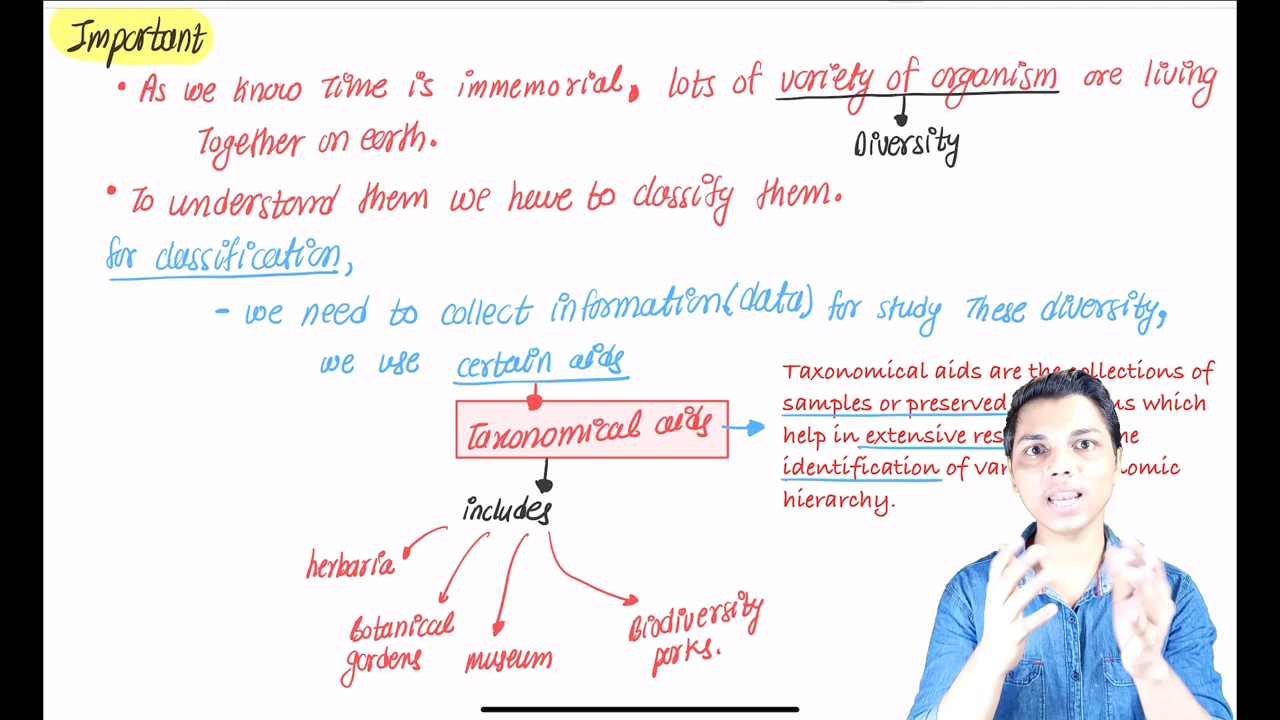 Important
• As we know Time is immemorial, lots of variety of organism are living
Together on earth.
Diversity
• To understand them we have to classify them.
for classification,
- we need to collect information (data) for study These diversity,
we use certain aids
Taxonomical aids
Taxonomical aids are the collections of
samples or preserved which
help in extensive
identification of
hierarchy.
includes
herbaria
Botanical
gardens
museum
Biodiversity
parks.